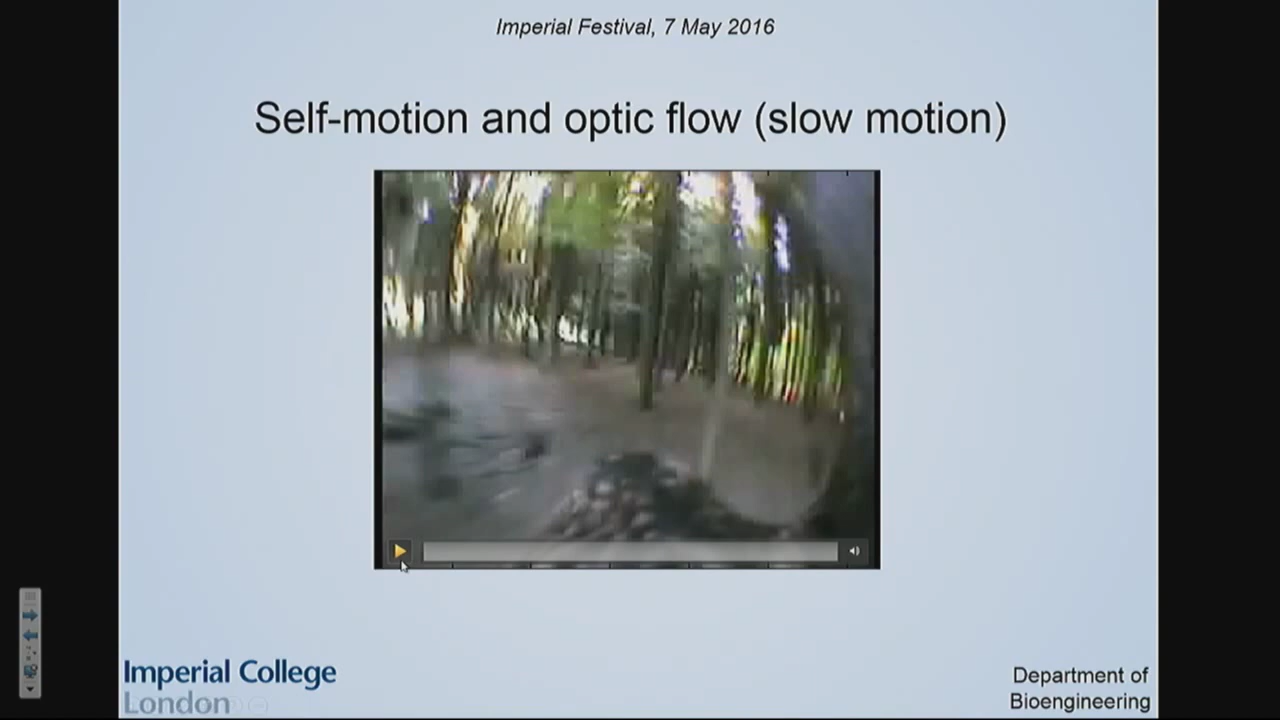 Imperial Festival, 7 May 2016
Self-motion and optic flow (slow motion)
Imperial College
London
Department of
Bioengineering